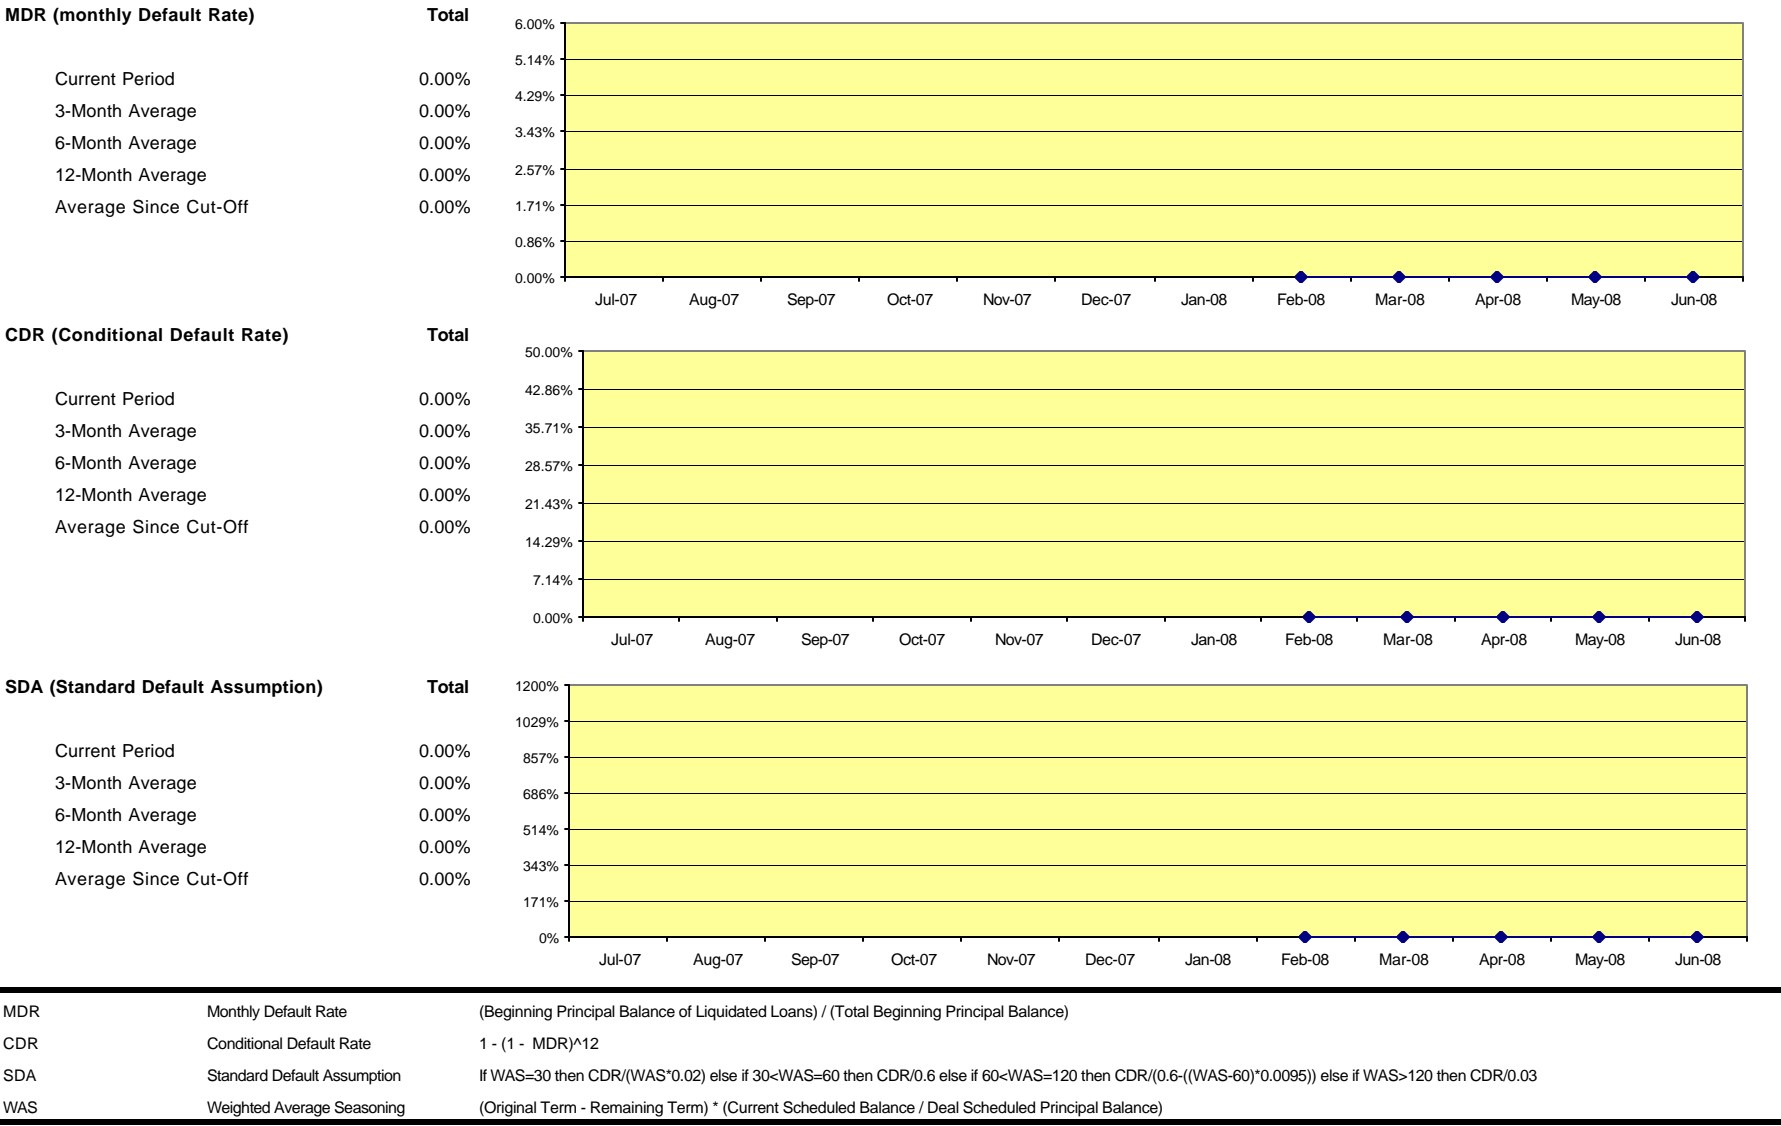 MDR (monthly Default Rate) Total
Current Period 0.00%
3-Month Average 0.00%
6-Month Average 0.00%
12-Month Average 0.00%
Average Since Cut-Off 0.00%
6.00%
5.14%
4.29%
3.43%
2.57%
1.71%
0.86%
0.00%
Jul-07 Aug-07 Sep-07 Oct-07 Nov-07 Dec-07 Jan-08 Feb-08 Mar-08 Apr-08 May-08 Jun-08
CDR (Conditional Default Rate) Total
Current Period 0.00%
3-Month Average 0.00%
6-Month Average 0.00%
12-Month Average 0.00%
Average Since Cut-Off 0.00%
50.00%
42.86%
35.71%
28.57%
21.43%
14.29%
7.14%
0.00%
Jul-07 Aug-07 Sep-07 Oct-07 Nov-07 Dec-07 Jan-08 Feb-08 Mar-08 Apr-08 May-08 Jun-08
SDA (Standard Default Assumption) Total
Current Period 0.00%
3-Month Average 0.00%
6-Month Average 0.00%
12-Month Average 0.00%
Average Since Cut-Off 0.00%
1200%
1029%
857%
686%
514%
343%
171%
0%
Jul-07 Aug-07 Sep-07 Oct-07 Nov-07 Dec-07 Jan-08 Feb-08 Mar-08 Apr-08 May-08 Jun-08
MDR Monthly Default Rate (Beginning Principal Balance of Liquidated Loans) / (Total Beginning Principal Balance)
CDR Conditional Default Rate 1 - (1 - MDR)^12
SDA Standard Default Assumption If WAS=30 then CDR/(WAS*0.02) else if 30<WAS=60 then CDR/0.6 else if 60<WAS=120 then CDR/(0.6-((WAS-60)*0.0095)) else if WAS>120 then CDR/0.03
WAS Weighted Average Seasoning (Original Term - Remaining Term) * (Current Scheduled Balance / Deal Scheduled Principal Balance)